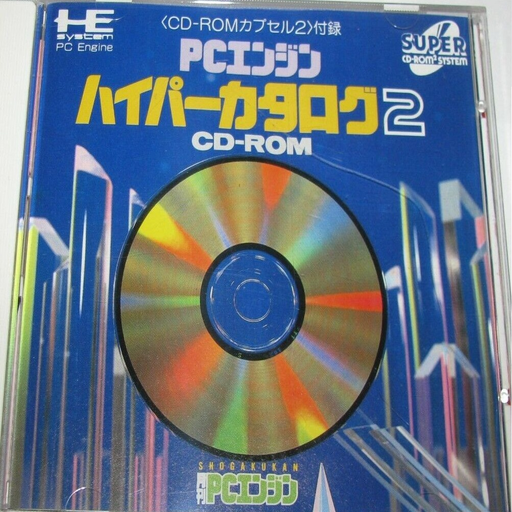 HE
system
PC Engine
〈CD-ROMカプセル2〉付録
SUPER
CD-ROM² SYSTEM
PCエンジン
ハイパーカタログ2
CD-ROM
SHOGAKUKAN
月刊PCエンジン